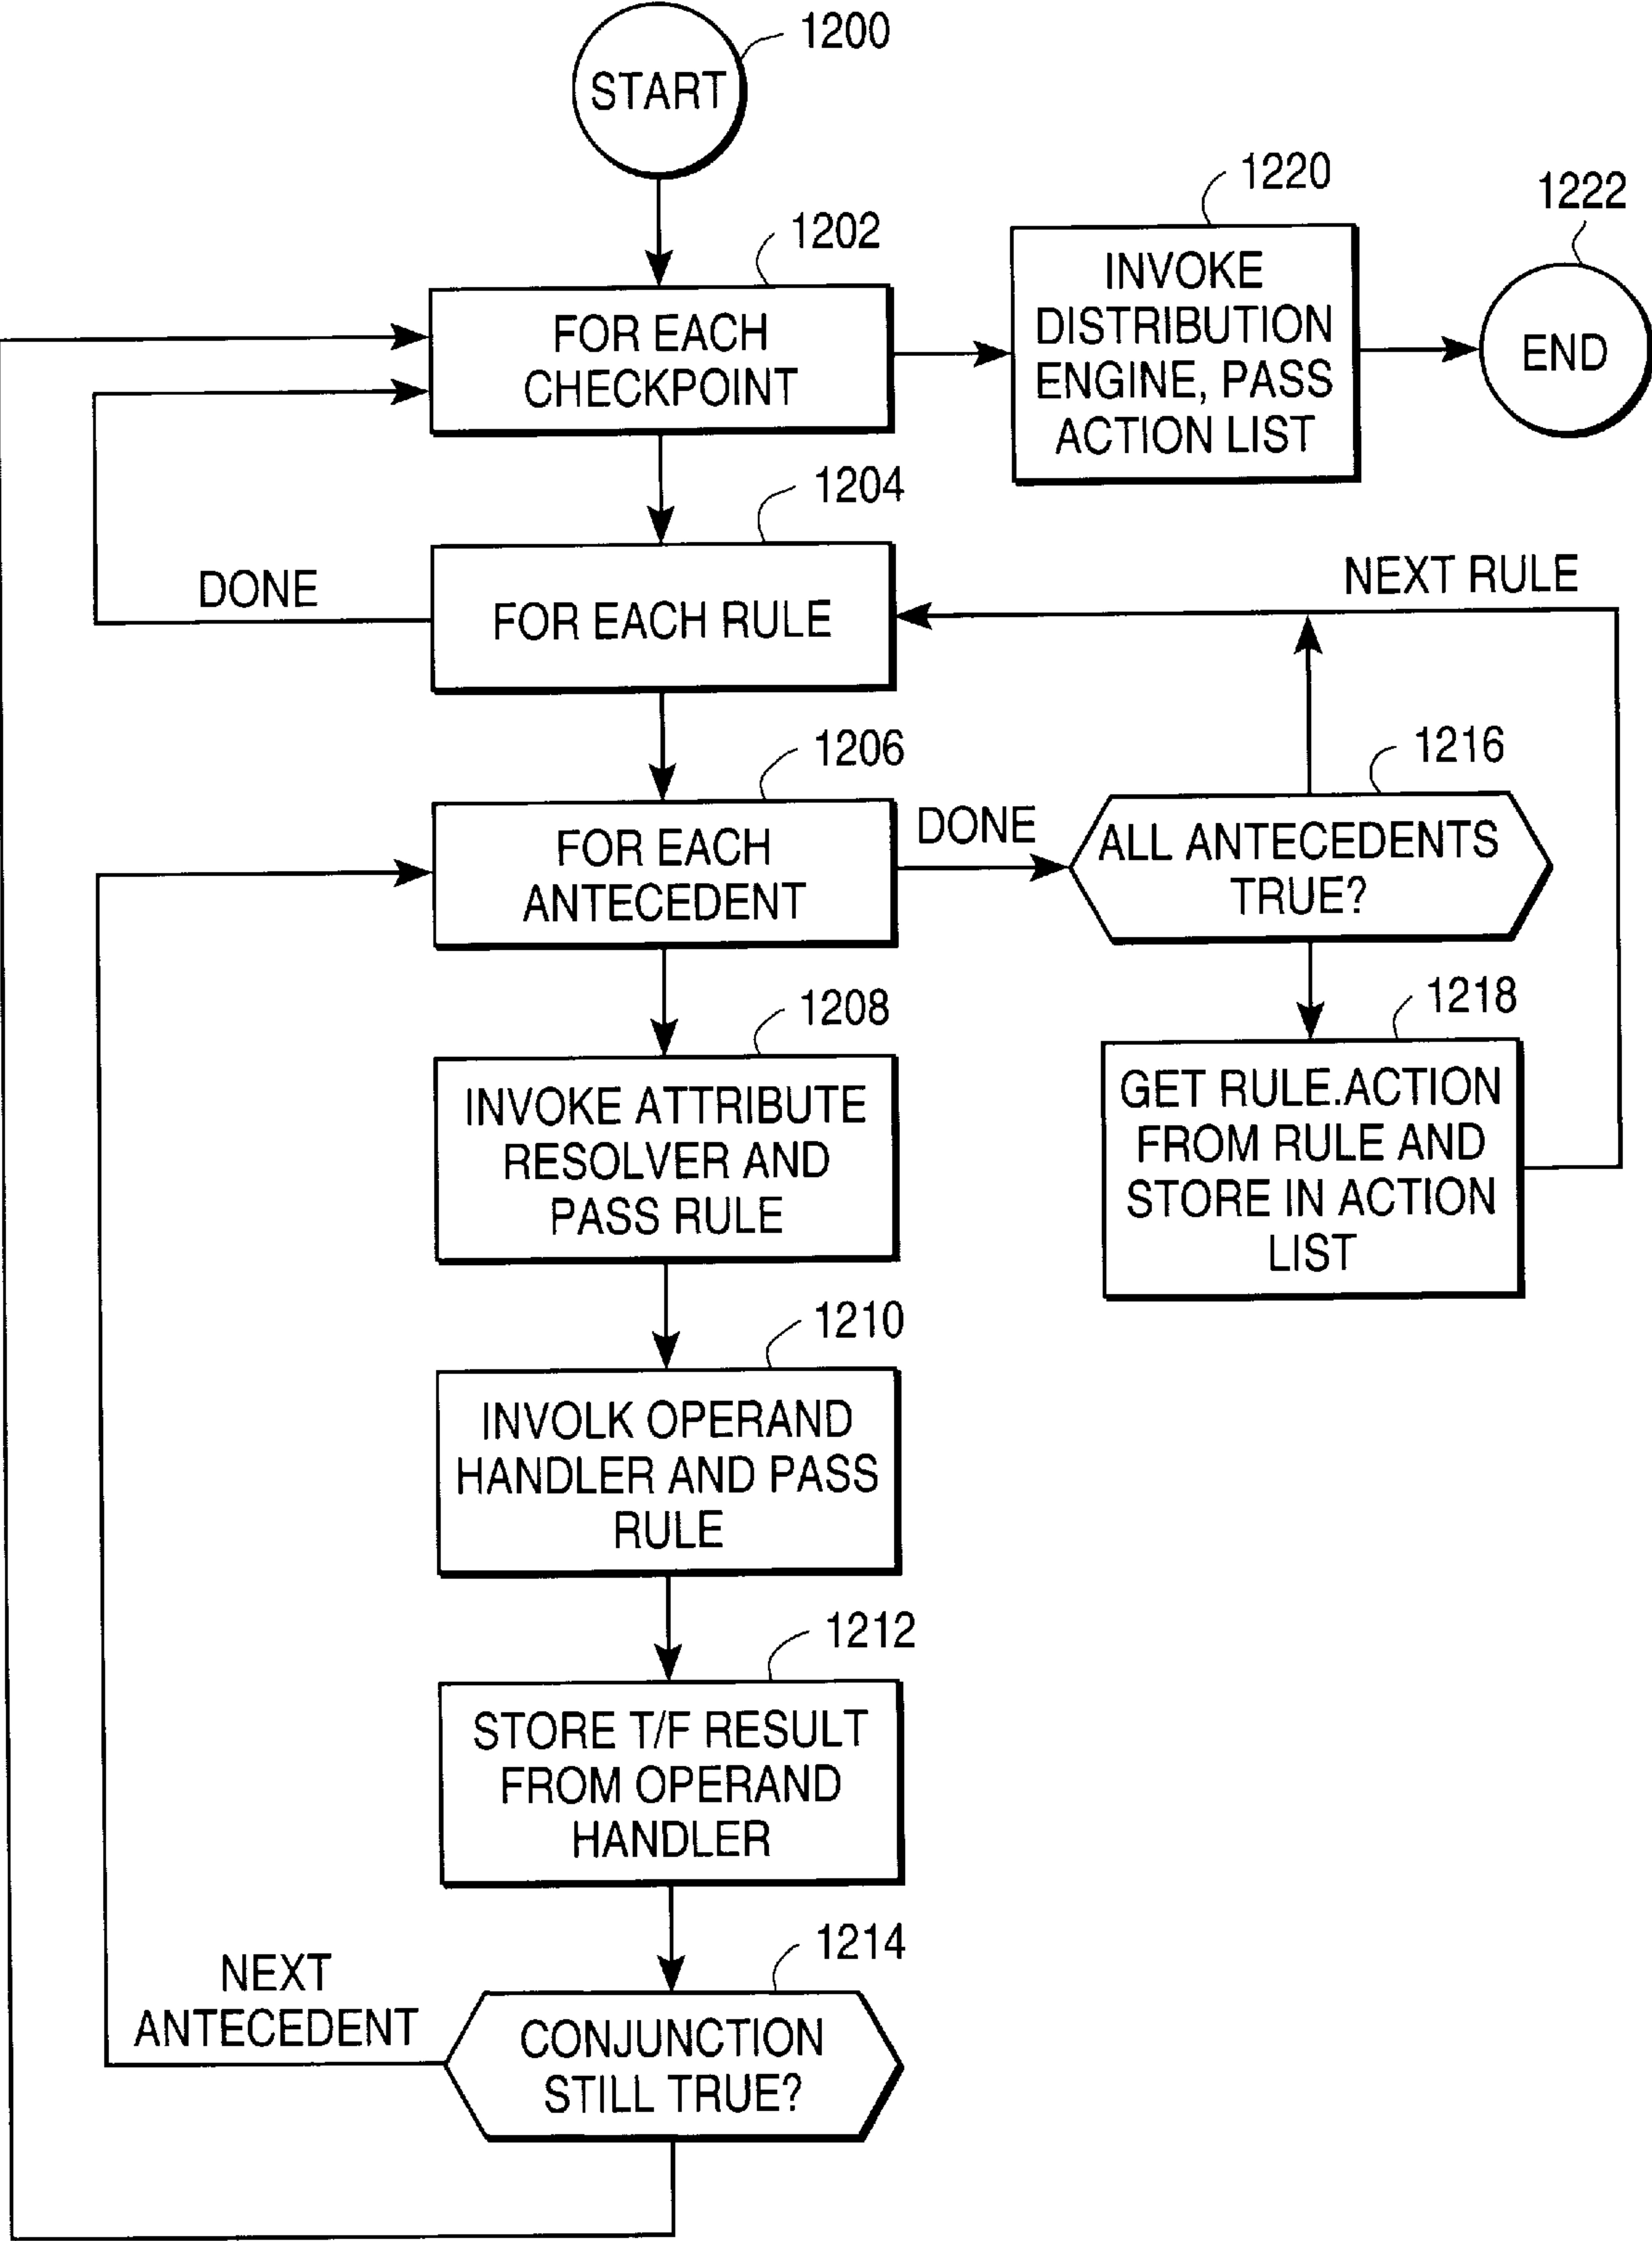 1200
START
1220
1222
1202
INVOKE
DISTRIBUTION
ENGINE, PASS
ACTION LIST
END
FOR EACH
CHECKPOINT
1204
DONE
NEXT RULE
FOR EACH RULE
1206
1216
DONE
ALL ANTECEDENTS
TRUE?
FOR EACH
ANTECEDENT
1208
1218
INVOKE ATTRIBUTE
RESOLVER AND
PASS RULE
GET RULE.ACTION
FROM RULE AND
STORE IN ACTION
LIST
1210
INVOLK OPERAND
HANDLER AND PASS
RULE
1212
STORE T/F RESULT
FROM OPERAND
HANDLER
1214
NEXT
ANTECEDENT
CONJUNCTION
STILL TRUE?